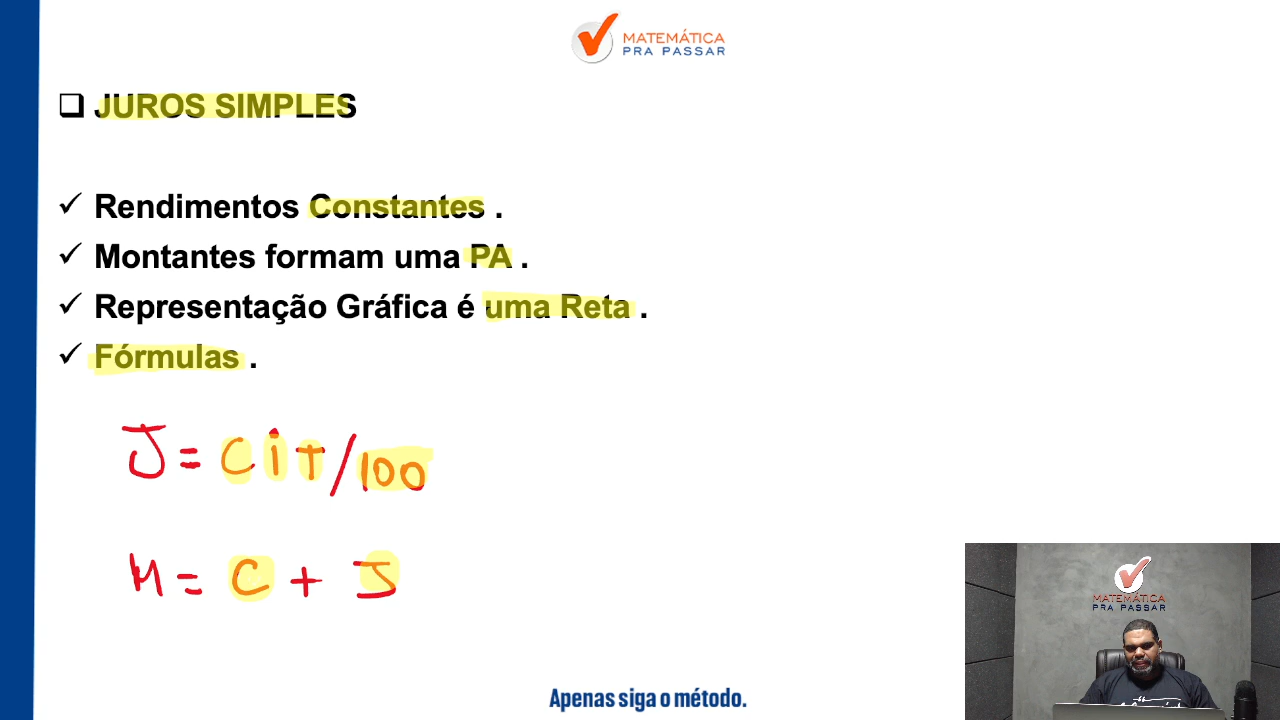 MATEMÁTICA
PRA PASSAR
JUROS SIMPLES
Rendimentos Constantes .
Montantes formam uma PA .
Representação Gráfica é uma Reta .
Fórmulas .
J = C i T / 100
M = C + J
MATEMÁTICA
PRA PASSAR
Apenas siga o método.